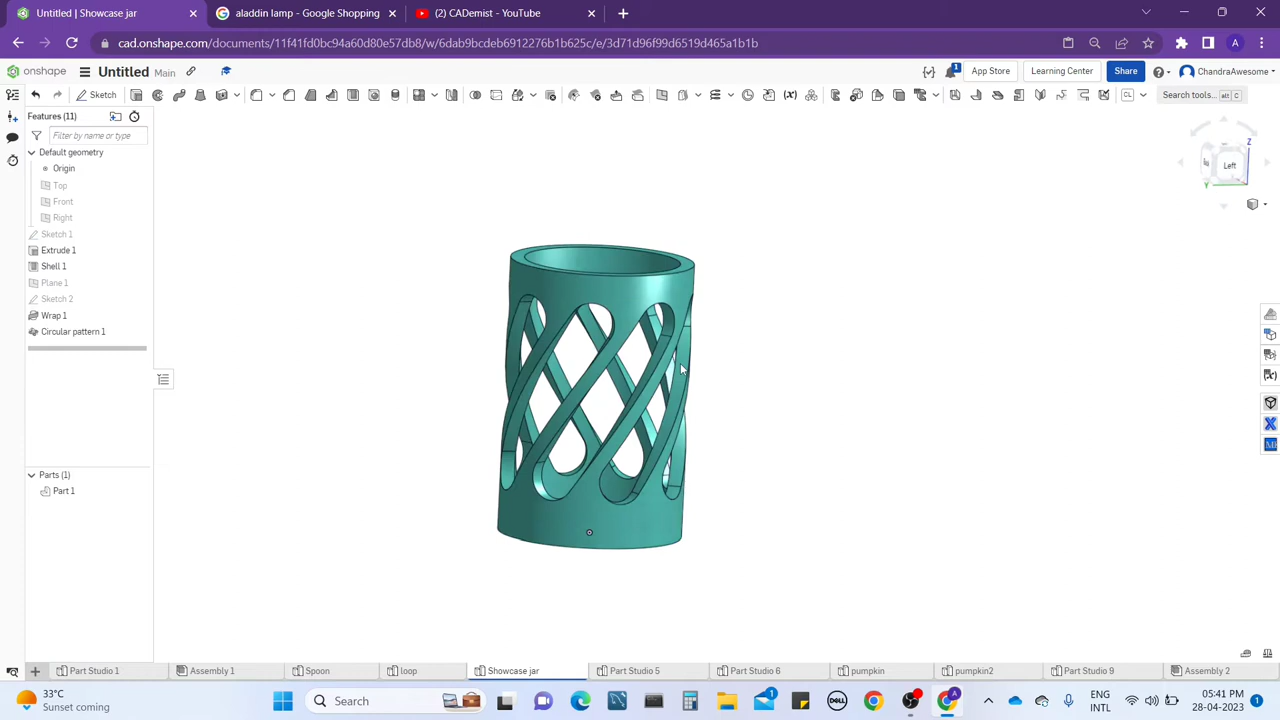 Untitled | Showcase jar
aladdin lamp - Google Shopping
(2) CADemist - YouTube
cad.onshape.com/documents/11f41fd0bc94a60d80e57db8/w/6dab9bcdeb6912276b1b625c/e/3d71d96f99d6519d465a1b1b
A
onshape
Untitled Main
1
App Store
Learning Center
Share
ChandraAwesome
Sketch
Search tools...
alt C
Features (11)
Filter by name or type
Default geometry
Origin
Top
Front
Right
Sketch 1
Extrude 1
Shell 1
Plane 1
Sketch 2
Wrap 1
Circular pattern 1
Parts (1)
Part 1
Z
Left
Y
Part Studio 1
Assembly 1
Spoon
loop
Showcase jar
Part Studio 5
Part Studio 6
pumpkin
pumpkin2
Part Studio 9
Assembly 2
33°C
Sunset coming
Search
DELL
ENG
INTL
05:41 PM
28-04-2023
1